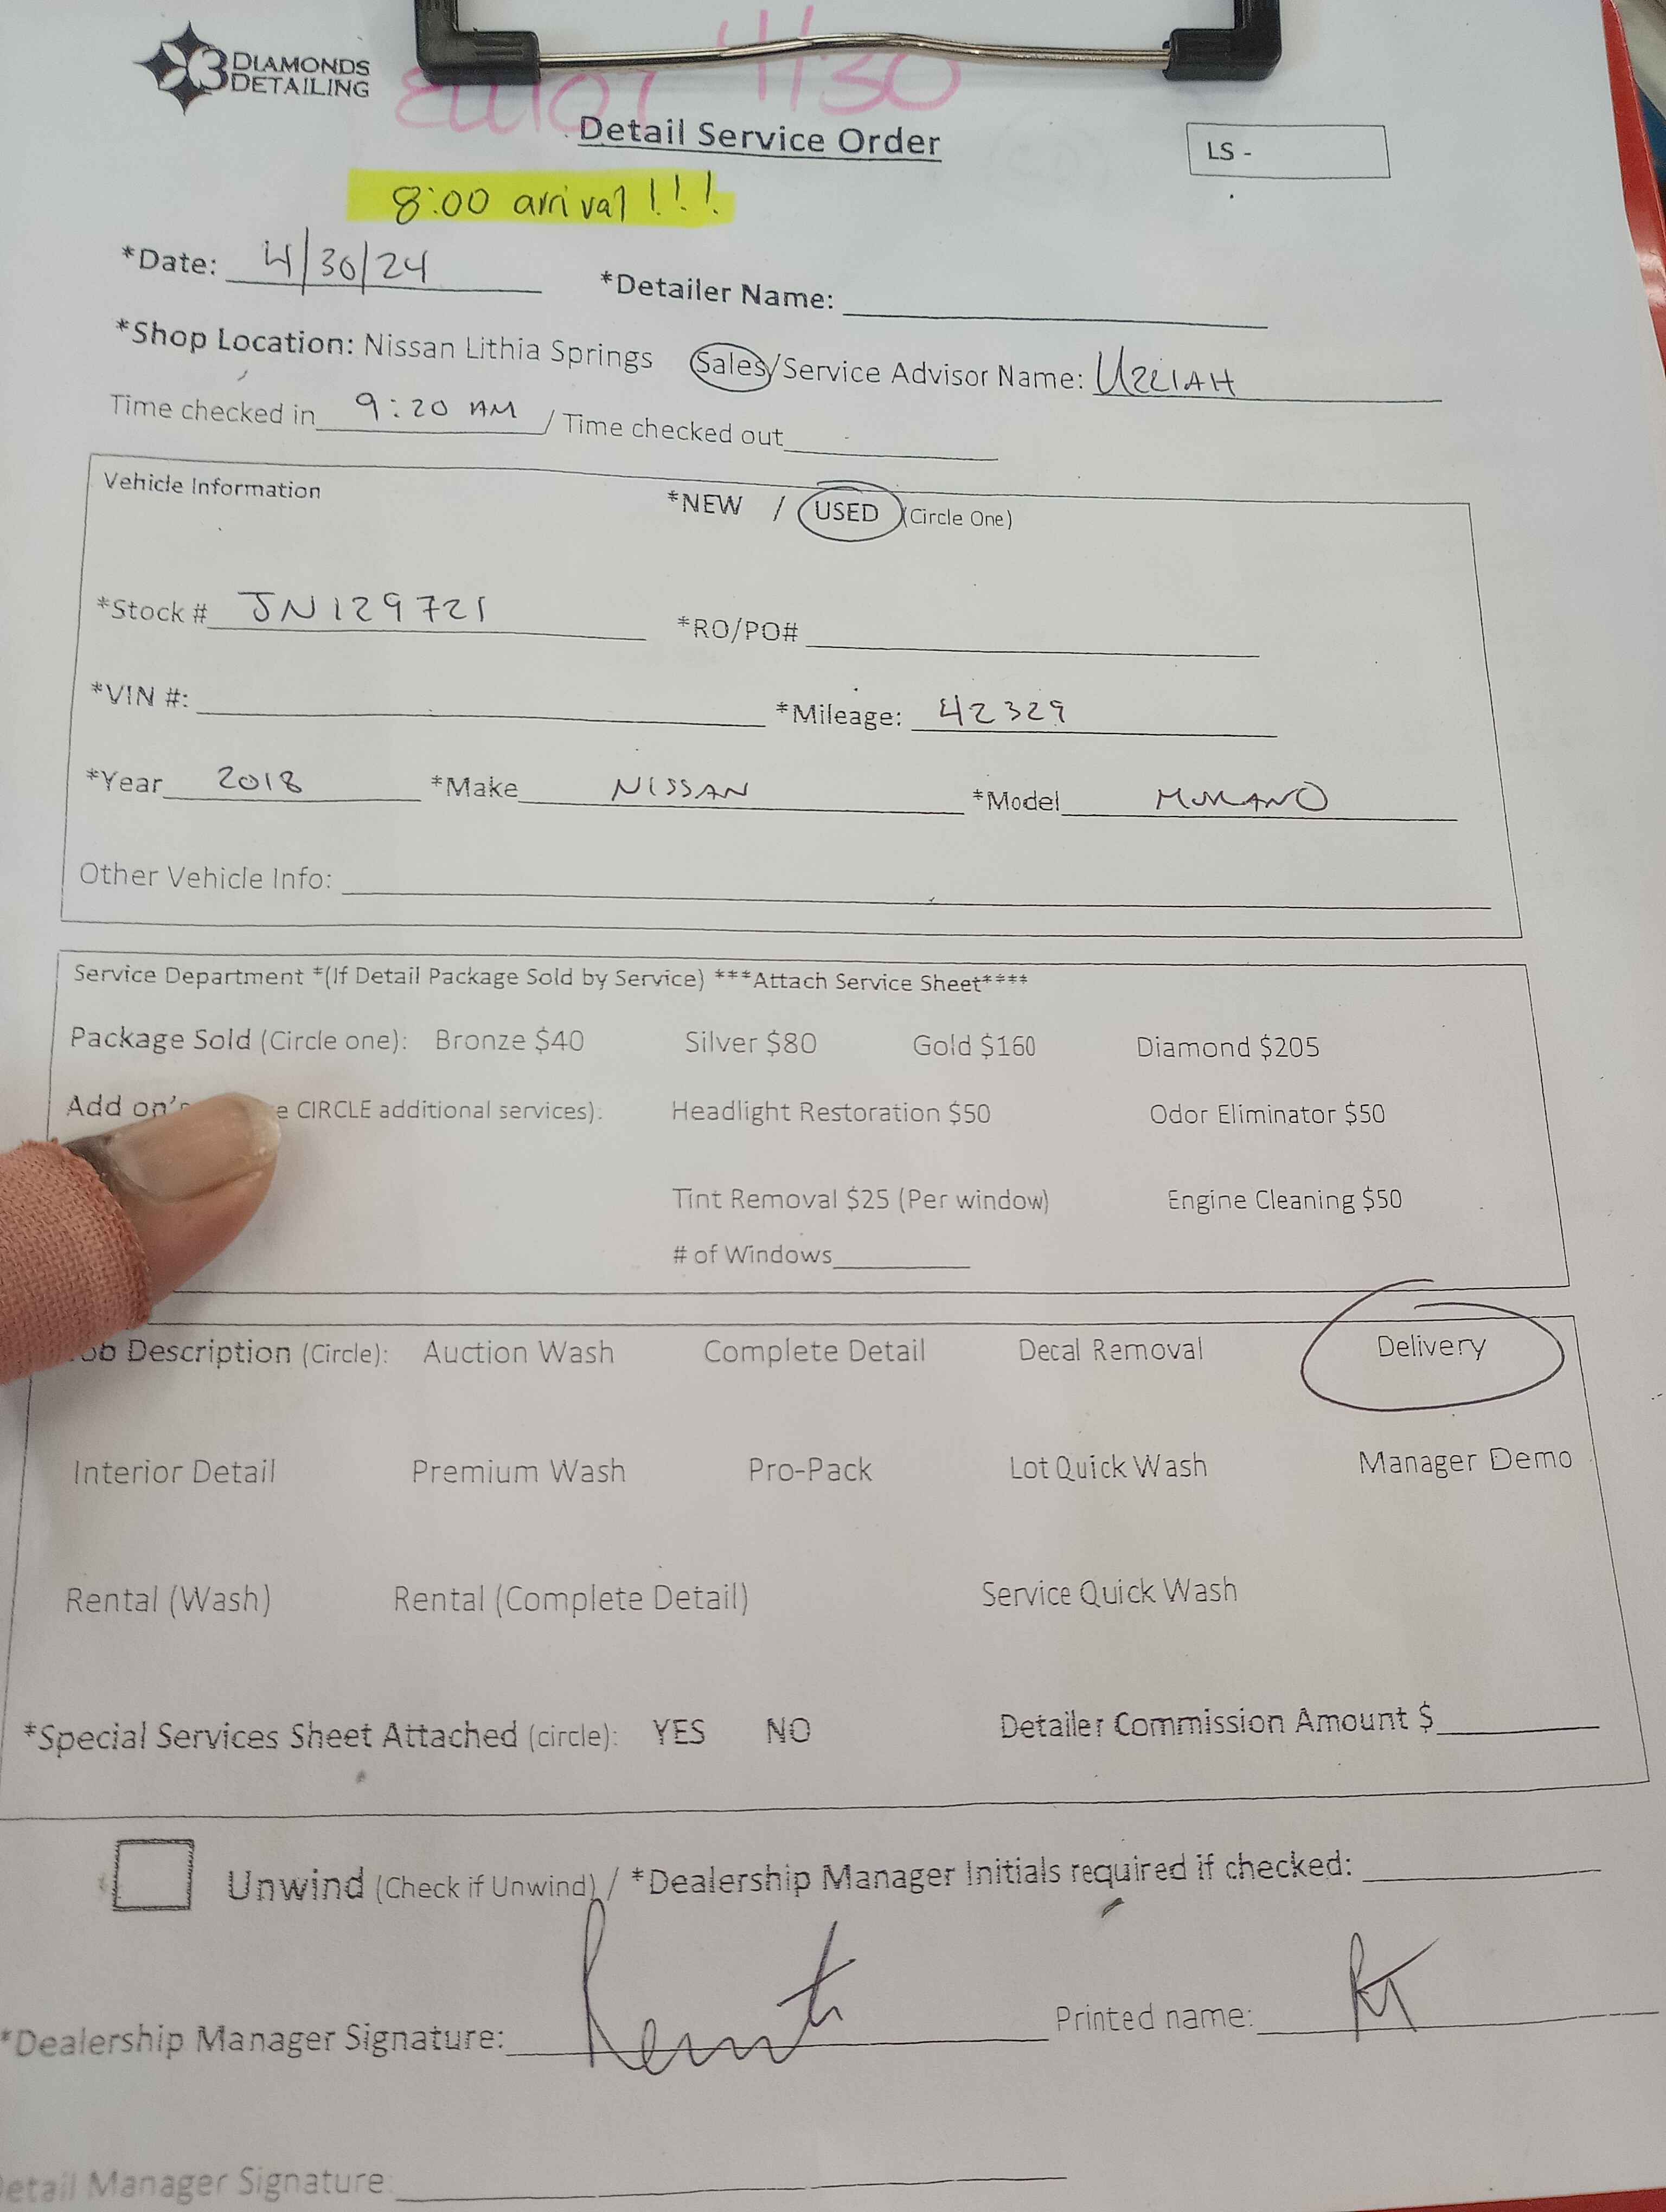 3 DIAMONDS
DETAILING
ELLIOT 4/30
Detail Service Order
LS -
8:00 arrival!!!
*Date: 4/30/24 *Detailer Name:
*Shop Location: Nissan Lithia Springs Sales/Service Advisor Name: UZZIAH
Time checked in 9:20 AM / Time checked out
Vehicle Information *NEW / USED (Circle One)
*Stock # JN129721 *RO/PO#
*VIN #: *Mileage: 42329
*Year 2018 *Make NISSAN *Model MURANO
Other Vehicle Info:
Service Department *(If Detail Package Sold by Service) ***Attach Service Sheet****
Package Sold (Circle one): Bronze $40 Silver $80 Gold $160 Diamond $205
Add on's CIRCLE additional services): Headlight Restoration $50 Odor Eliminator $50
Tint Removal $25 (Per window) Engine Cleaning $50
# of Windows
ob Description (Circle): Auction Wash Complete Detail Decal Removal Delivery
Interior Detail Premium Wash Pro-Pack Lot Quick Wash Manager Demo
Rental (Wash) Rental (Complete Detail) Service Quick Wash
*Special Services Sheet Attached (circle): YES NO Detailer Commission Amount $
Unwind (Check if Unwind) / *Dealership Manager Initials required if checked:
*Dealership Manager Signature: Printed name:
etail Manager Signature